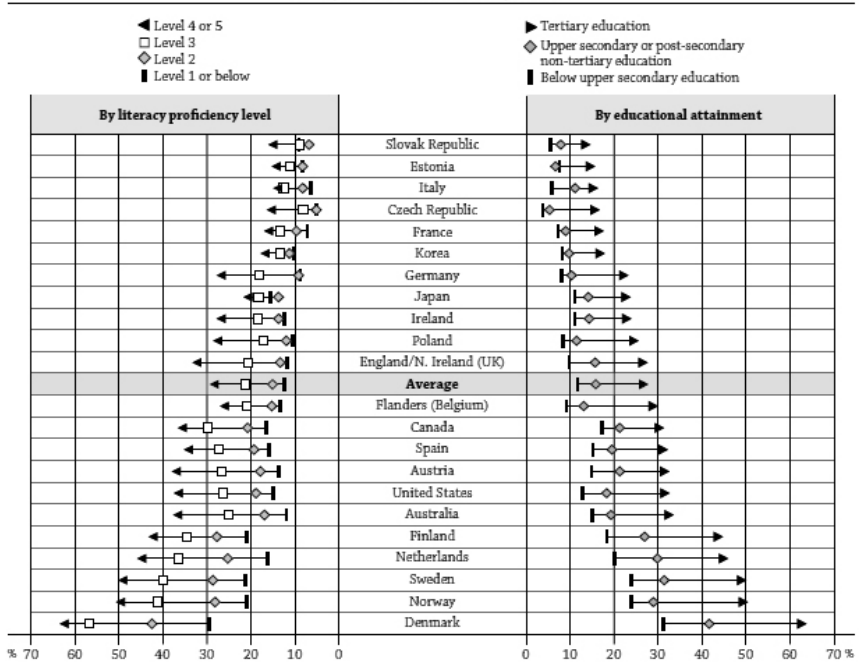 Level 4 or 5
Level 3
Level 2
Level 1 or below
Tertiary education
Upper secondary or post-secondary
non-tertiary education
Below upper secondary education
By literacy proficiency level
By educational attainment
Slovak Republic
Estonia
Italy
Czech Republic
France
Korea
Germany
Japan
Ireland
Poland
England/N. Ireland (UK)
Average
Flanders (Belgium)
Canada
Spain
Austria
United States
Australia
Finland
Netherlands
Sweden
Norway
Denmark
% 70 60 50 40 30 20 10 0
0 10 20 30 40 50 60 70 %